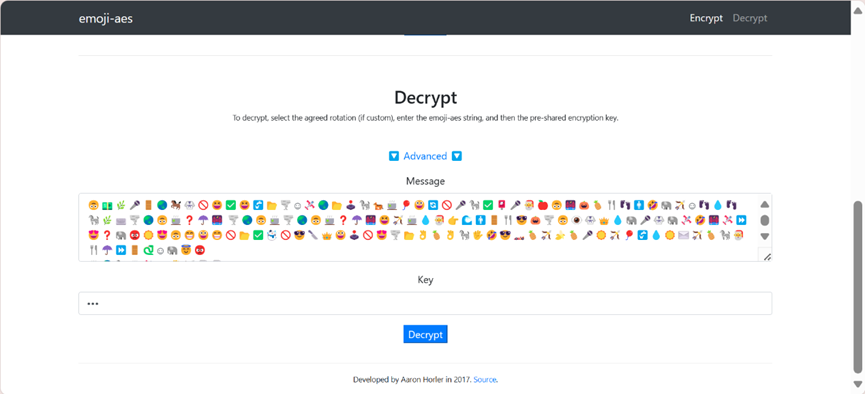 emoji-aes
Encrypt Decrypt
Decrypt
To decrypt, select the agreed rotation (if custom), enter the emoji-aes string, and then the pre-shared encryption key.
Advanced
Message
Key
•••
Decrypt
Developed by Aaron Horler in 2017. Source.